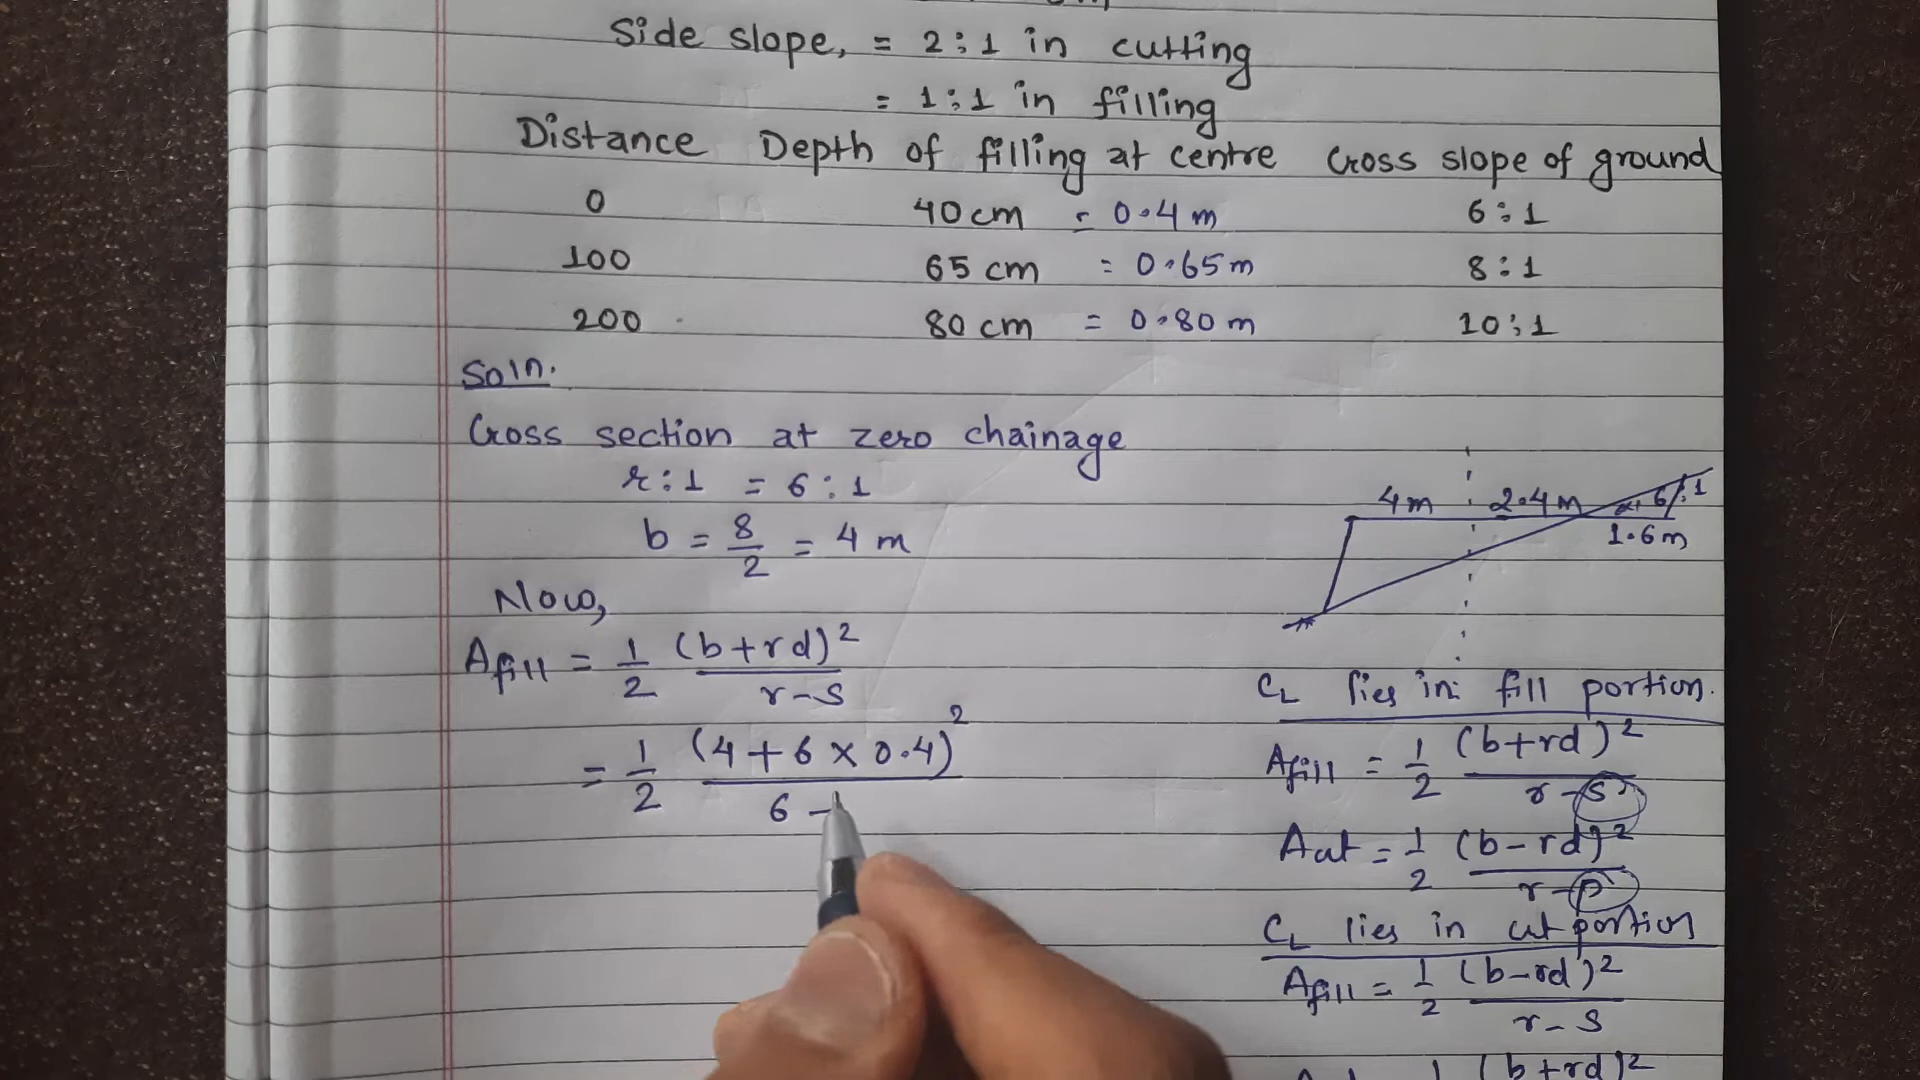 Side slope, = 2:1 in cutting
= 1:1 in filling
Distance Depth of filling at centre Cross slope of ground
0 40 cm = 0.4 m 6:1
100 65 cm = 0.65 m 8:1
200 80 cm = 0.80 m 10:1
Soln.
Cross section at zero chainage
r:1 = 6:1
b = 8/2 = 4 m
Now,
Afill = 1/2 (b+rd)²/r-s
= 1/2 (4+6×0.4)²/6-
4m 2.4m 6:1
1.6m
CL lies in fill portion.
Afill = 1/2 (b+rd)²/r-s
Acut = 1/2 (b-rd)²/r-p
CL lies in cut portion
Afill = 1/2 (b-rd)²/r-s
1 (b+rd)²